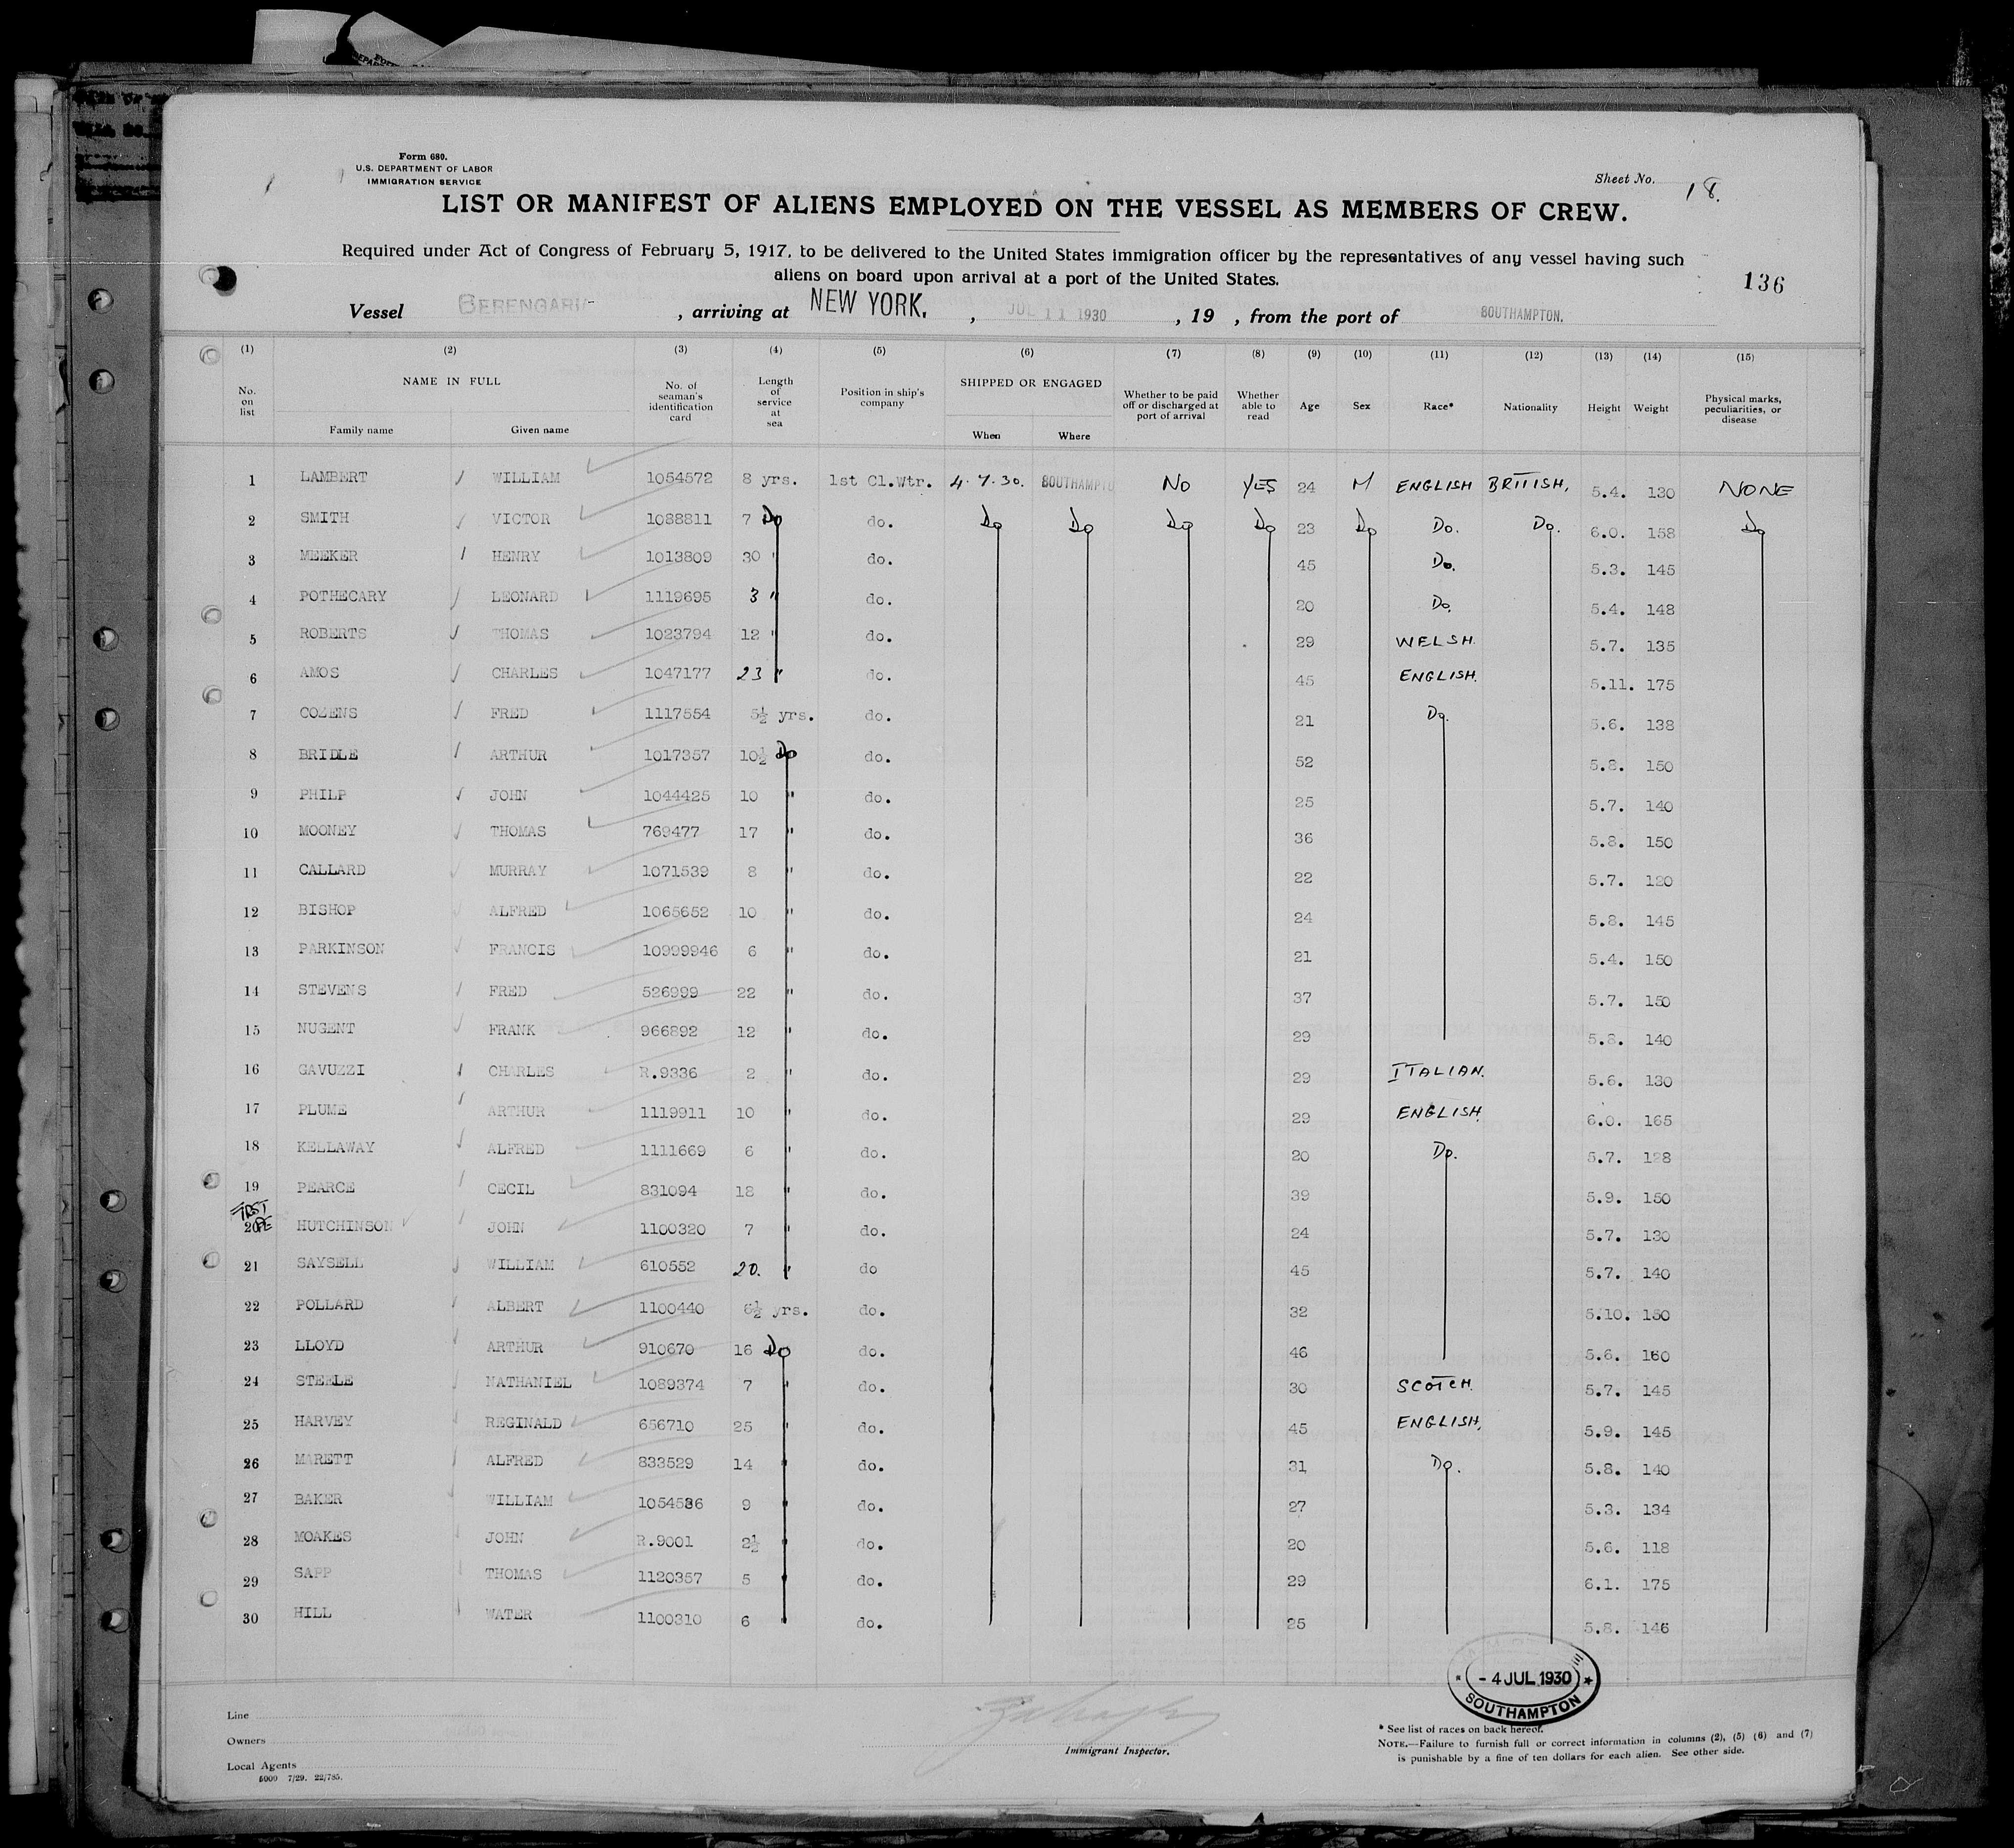 Form 680.
U.S. DEPARTMENT OF LABOR
IMMIGRATION SERVICE
Sheet No. 18.
LIST OR MANIFEST OF ALIENS EMPLOYED ON THE VESSEL AS MEMBERS OF CREW.
Required under Act of Congress of February 5, 1917, to be delivered to the United States immigration officer by the representatives of any vessel having such
aliens on board upon arrival at a port of the United States.
136
Vessel BERENGARI , arriving at NEW YORK. , JUL 11 1930 , 19 , from the port of SOUTHAMPTON.
(1) (2) (3) (4) (5) (6) (7) (8) (9) (10) (11) (12) (13) (14) (15)
No. on list NAME IN FULL Family name Given name No. of seaman's identification card Length of service at sea Position in ship's company SHIPPED OR ENGAGED When Where Whether to be paid off or discharged at port of arrival Whether able to read Age Sex Race* Nationality Height Weight Physical marks, peculiarities, or disease
1 LAMBERT WILLIAM 1054572 8 yrs. 1st Cl.Wtr. 4.7.30. SOUTHAMPTO NO YES 24 M ENGLISH BRITISH, 5.4. 130 NONE
2 SMITH VICTOR 1088811 7 Do do. Do Do Do Do 23 Do Do. Do. 6.0. 158 Do
3 MEEKER HENRY 1013809 30 " do. 45 Do. 5.3. 145
4 POTHECARY LEONARD 1119695 3 " do. 20 Do. 5.4. 148
5 ROBERTS THOMAS 1023794 12 " do. 29 WELSH. 5.7. 135
6 AMOS CHARLES 1047177 23 " do. 45 ENGLISH. 5.11. 175
7 COZENS FRED 1117554 5½ yrs. do. 21 Do. 5.6. 138
8 BRIDLE ARTHUR 1017357 10½ Do do. 52 5.8. 150
9 PHILP JOHN 1044425 10 " do. 25 5.7. 140
10 MOONEY THOMAS 769477 17 " do. 36 5.8. 150
11 CALLARD MURRAY 1071539 8 " do. 22 5.7. 120
12 BISHOP ALFRED 1065652 10 " do. 24 5.8. 145
13 PARKINSON FRANCIS 10999946 6 " do. 21 5.4. 150
14 STEVENS FRED 526999 22 " do. 37 5.7. 150
15 NUGENT FRANK 966892 12 " do. 29 5.8. 140
16 GAVUZZI CHARLES R.9336 2 " do. 29 ITALIAN. 5.6. 130
17 PLUME ARTHUR 1119911 10 " do. 29 ENGLISH. 6.0. 165
18 KELLAWAY ALFRED 1111669 6 " do. 20 Do. 5.7. 128
19 PEARCE CECIL 831094 18 " do. 39 5.9. 150
20 HUTCHINSON JOHN 1100320 7 " do. 24 5.7. 130
21 SAYSELL WILLIAM 610552 20. " do 45 5.7. 140
22 POLLARD ALBERT 1100440 6½ yrs. do. 32 5.10. 150
23 LLOYD ARTHUR 910670 16 Do do. 46 5.6. 160
24 STEELE NATHANIEL 1089374 7 " do. 30 SCOTCH. 5.7. 145
25 HARVEY REGINALD 656710 25 " do. 45 ENGLISH, 5.9. 145
26 MARETT ALFRED 833529 14 " do. 31 Do. 5.8. 140
27 BAKER WILLIAM 1054536 9 " do. 27 5.3. 134
28 MOAKES JOHN R.9001 2½ " do. 20 5.6. 118
29 SAPP THOMAS 1120357 5 " do. 29 6.1. 175
30 HILL WATER 1100310 6 " do. 25 5.8. 146
- 4 JUL 1930
SOUTHAMPTON
Line
Owners
Local Agents
5000 7/29. 22/785.
Immigrant Inspector.
* See list of races on back hereof.
NOTE.—Failure to furnish full or correct information in columns (2), (5) (6) and (7)
is punishable by a fine of ten dollars for each alien. See other side.